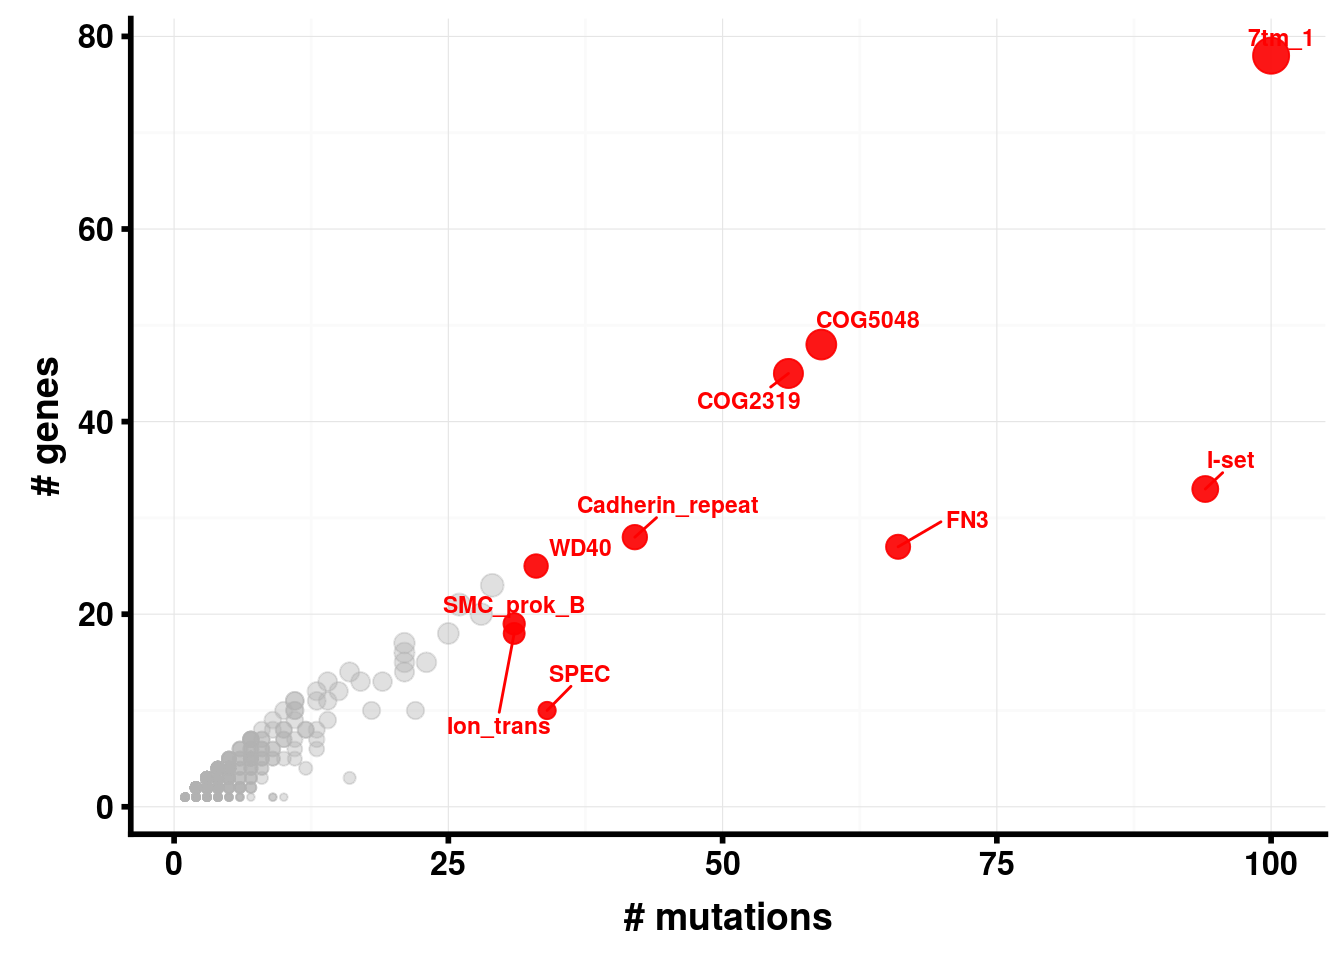 80
7tm_1
60
COG5048
COG2319
40
I-set
Cadherin_repeat
FN3
WD40
SMC_prok_B
20
SPEC
Ion_trans
0
0 25 50 75 100
# mutations
# genes